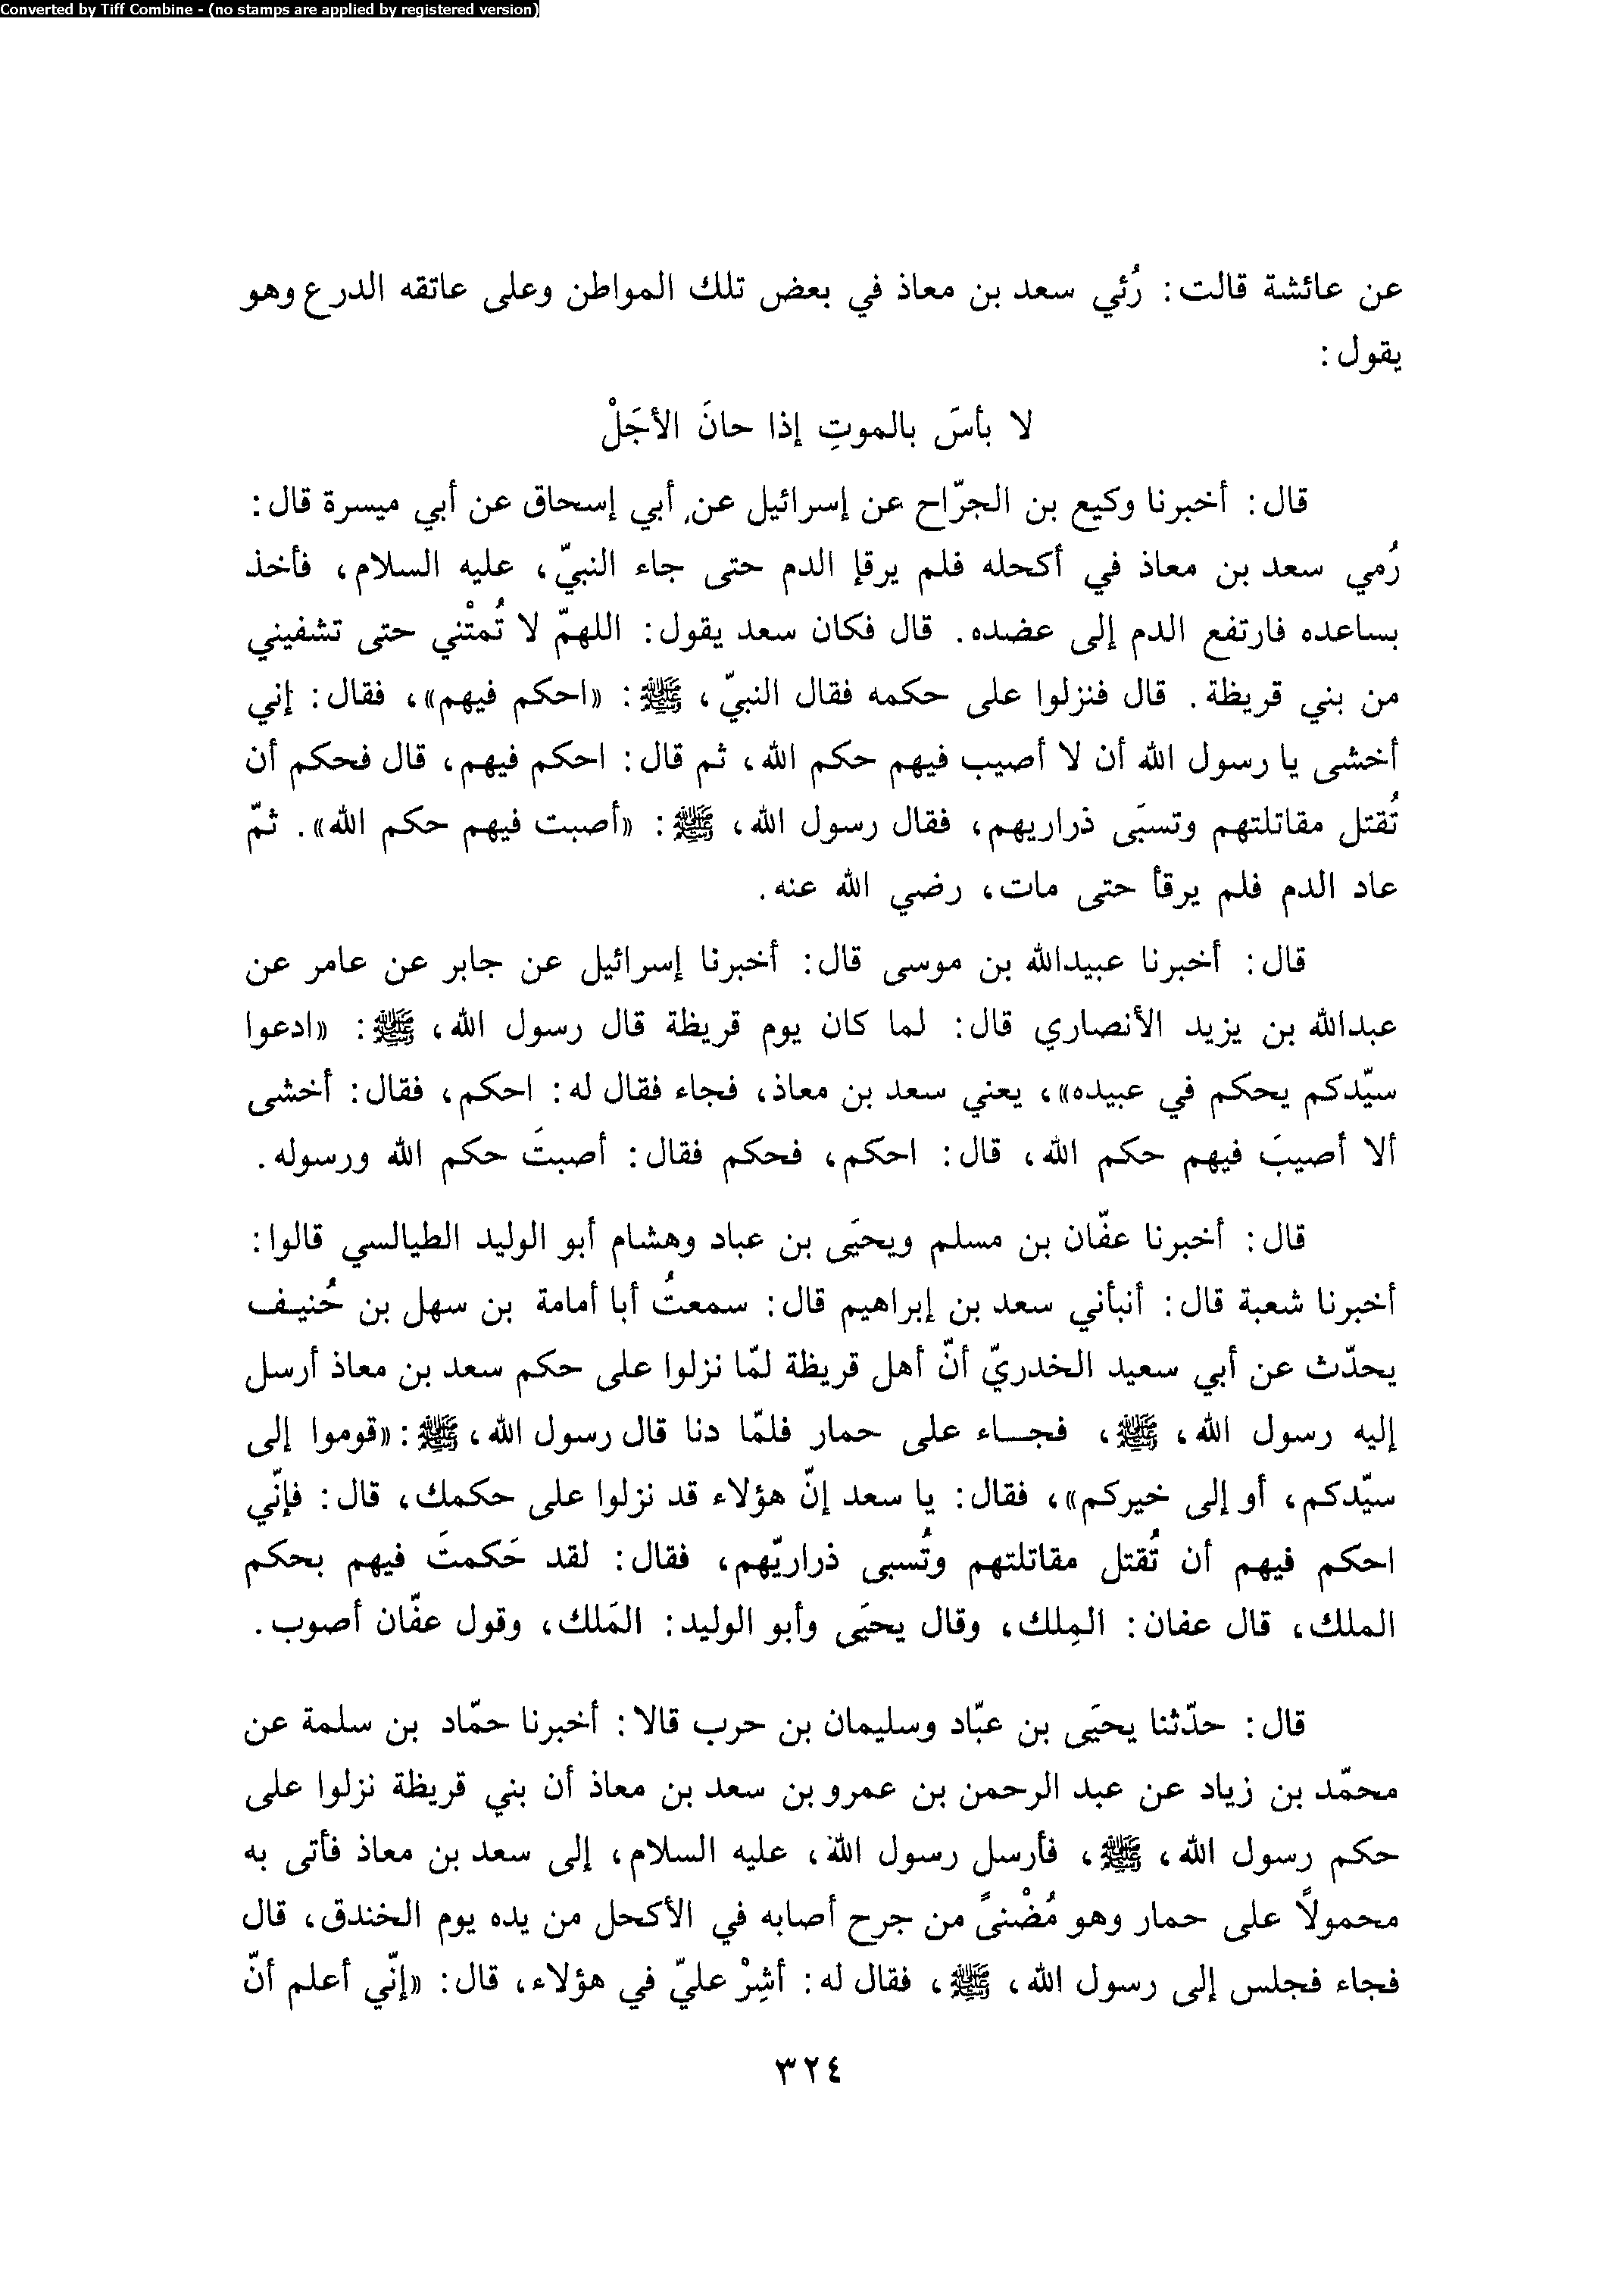 Converted by Tiff Combine - (no stamps are applied by registered version)
عن عائشة قالت: رُئي سعد بن معاذ في بعض تلك المواطن وعلى عاتقه الدرع وهو
يقول:
لا بأسَ بالموتِ إذا حانَ الأجَلْ
قال: أخبرنا وكيع بن الجرّاح عن إسرائيل عن أبي إسحاق عن أبي ميسرة قال:
رُمي سعد بن معاذ في أكحله فلم يرقإ الدم حتى جاء النبيّ، عليه السلام، فأخذ
بساعده فارتفع الدم إلى عضده. قال فكان سعد يقول: اللهمّ لا تُمتْني حتى تشفيني
من بني قريظة. قال فنزلوا على حكمه فقال النبيّ، ﷺ: «احكم فيهم»، فقال: إني
أخشى يا رسول الله أن لا أصيب فيهم حكم الله، ثم قال: احكم فيهم، قال فحكم أن
تُقتل مقاتلتهم وتسبَى ذراريهم، فقال رسول الله، ﷺ: «أصبت فيهم حكم الله». ثمّ
عاد الدم فلم يرقأ حتى مات، رضي الله عنه.
قال: أخبرنا عبيدالله بن موسى قال: أخبرنا إسرائيل عن جابر عن عامر عن
عبدالله بن يزيد الأنصاري قال: لما كان يوم قريظة قال رسول الله، ﷺ: «ادعوا
سيّدكم يحكم في عبيده»، يعني سعد بن معاذ، فجاء فقال له: احكم، فقال: أخشى
ألا أصيبَ فيهم حكم الله، قال: احكم، فحكم فقال: أصبتَ حكم الله ورسوله.
قال: أخبرنا عفّان بن مسلم ويحيَى بن عباد وهشام أبو الوليد الطيالسي قالوا:
أخبرنا شعبة قال: أنبأني سعد بن إبراهيم قال: سمعتُ أبا أمامة بن سهل بن حُنيف
يحدّث عن أبي سعيد الخدريّ أنّ أهل قريظة لمّا نزلوا على حكم سعد بن معاذ أرسل
إليه رسول الله، ﷺ، فجاء على حمار فلمّا دنا قال رسول الله، ﷺ: «قوموا إلى
سيّدكم، أو إلى خيركم»، فقال: يا سعد إنّ هؤلاء قد نزلوا على حكمك، قال: فإنّي
احكم فيهم أن تُقتل مقاتلتهم وتُسبى ذراريّهم، فقال: لقد حَكمتَ فيهم بحكم
الملك، قال عفان: المِلك، وقال يحيَى وأبو الوليد: المَلك، وقول عفّان أصوب.
قال: حدّثنا يحيَى بن عبّاد وسليمان بن حرب قالا: أخبرنا حمّاد بن سلمة عن
محمّد بن زياد عن عبد الرحمن بن عمرو بن سعد بن معاذ أن بني قريظة نزلوا على
حكم رسول الله، ﷺ، فأرسل رسول الله، عليه السلام، إلى سعد بن معاذ فأتى به
محمولاً على حمار وهو مُضْنىً من جرح أصابه في الأكحل من يده يوم الخندق، قال
فجاء فجلس إلى رسول الله، ﷺ، فقال له: أشِرْ عليّ في هؤلاء، قال: «إنّي أعلم أنّ
٣٢٤